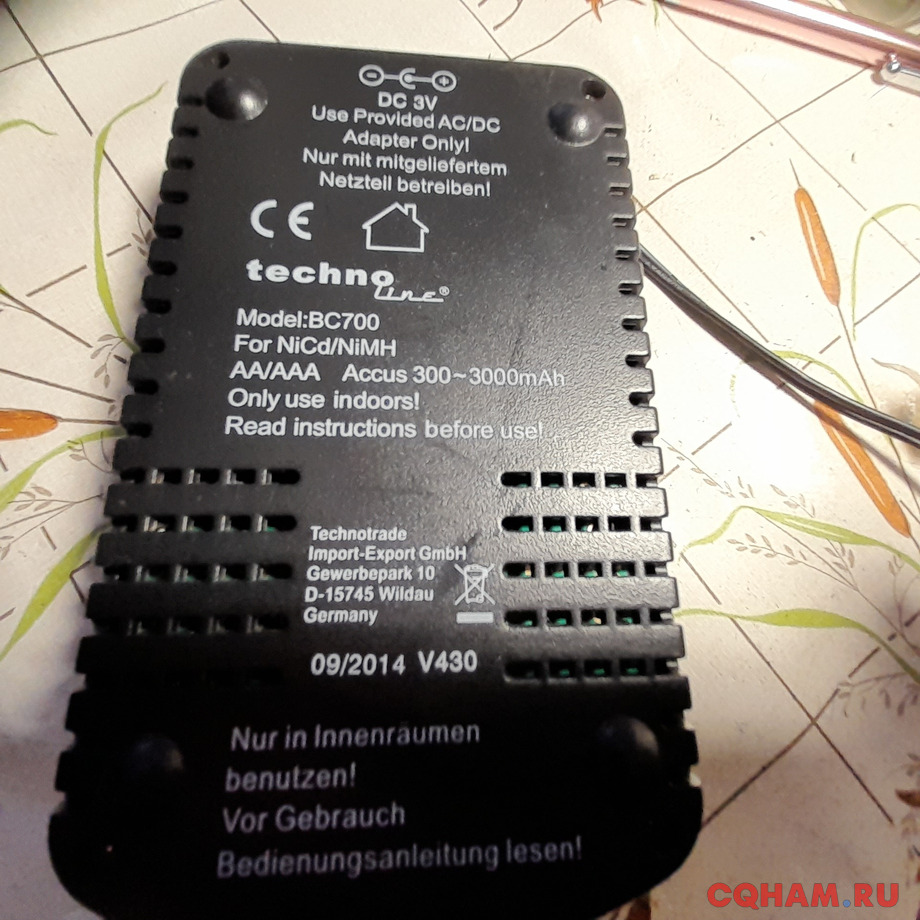 DC 3V
Use Provided AC/DC
Adapter Only!
Nur mit mitgeliefertem
Netzteil betreiben!
CE
techno
line®
Model:BC700
For NiCd/NiMH
AA/AAA Accus 300~3000mAh
Only use indoors!
Read instructions before use!
Technotrade
Import-Export GmbH
Gewerbepark 10
D-15745 Wildau
Germany
09/2014 V430
Nur in Innenräumen
benutzen!
Vor Gebrauch
Bedienungsanleitung lesen!
CQHAM.RU